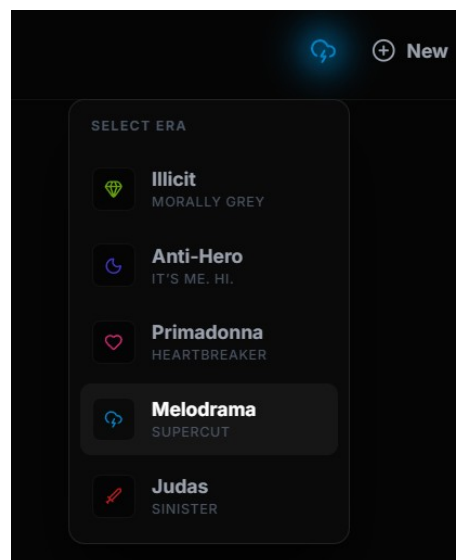 New
SELECT ERA
Illicit
MORALLY GREY
Anti-Hero
IT'S ME. HI.
Primadonna
HEARTBREAKER
Melodrama
SUPERCUT
Judas
SINISTER